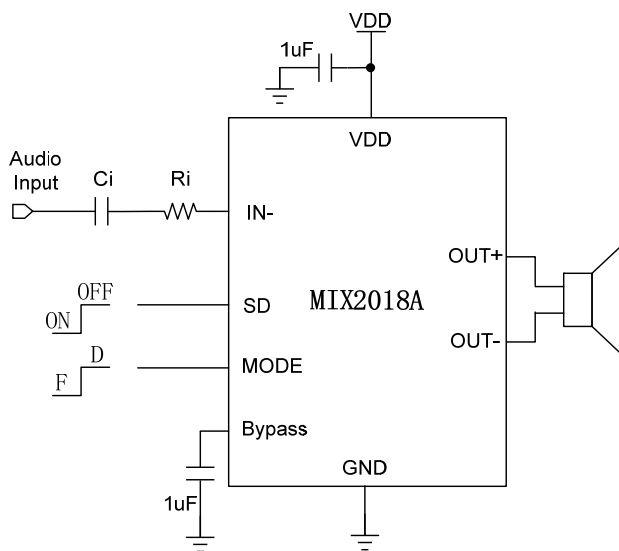 VDD
1uF
VDD
Audio
Input
Ci
Ri
IN-
OUT+
OFF
ON
SD
MIX2018A
OUT-
D
F
MODE
Bypass
GND
1uF